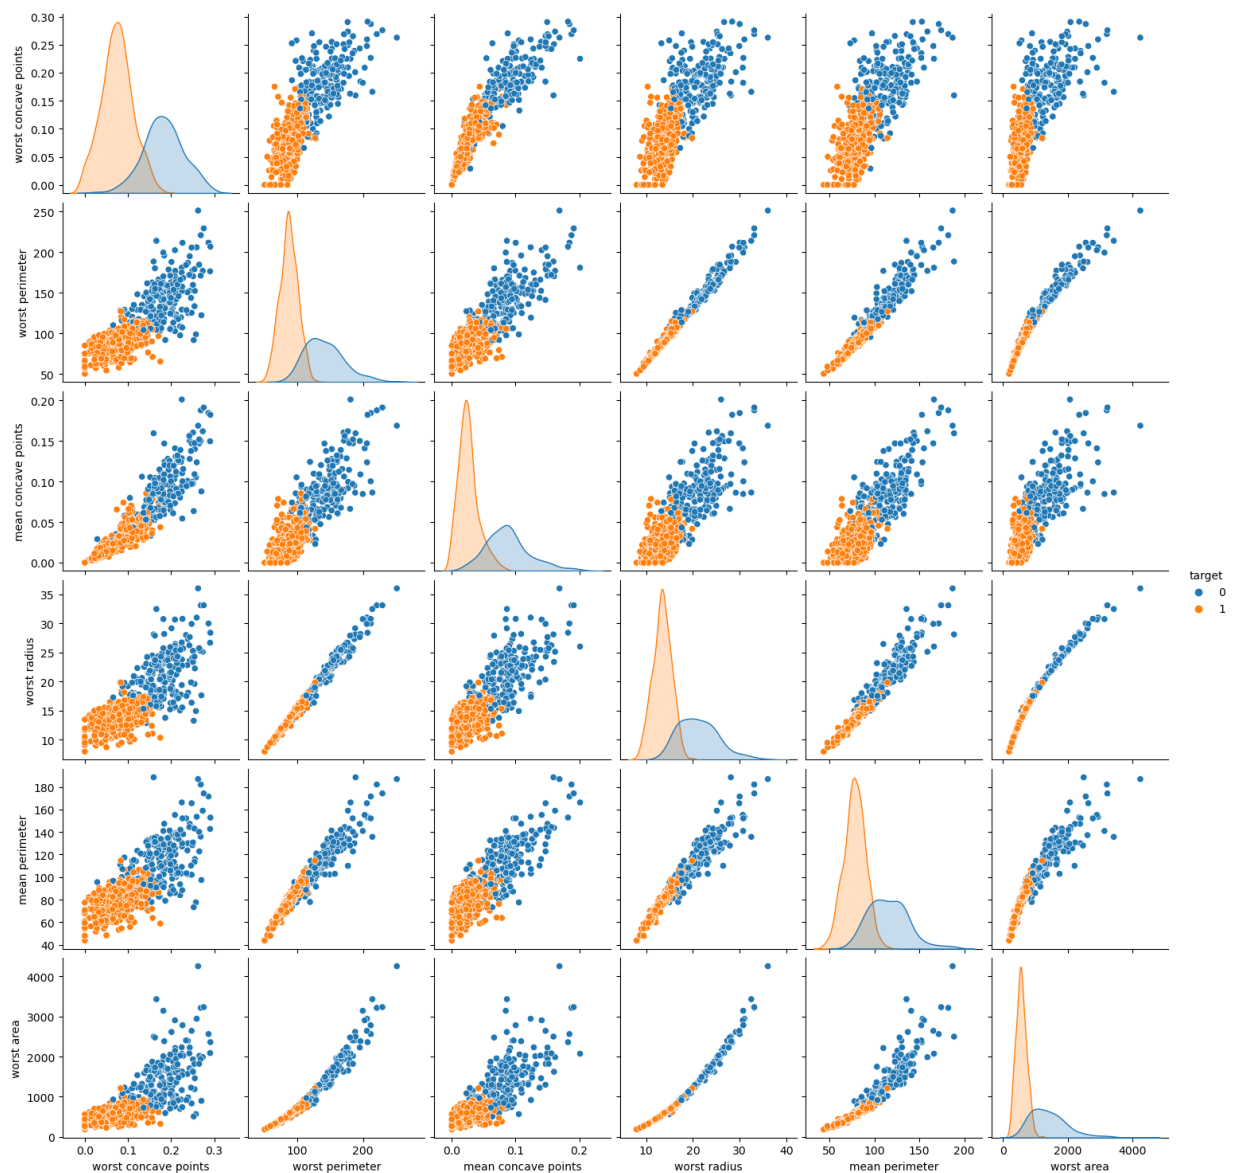 0.30
0.25
0.20
0.15
0.10
0.05
0.00
worst concave points
250
200
150
100
50
worst perimeter
0.20
0.15
0.10
0.05
0.00
mean concave points
35
30
25
20
15
10
worst radius
target
0
1
180
160
140
120
100
80
60
40
mean perimeter
4000
3000
2000
1000
0
worst area
0.0 0.1 0.2 0.3
worst concave points
100 150 200
worst perimeter
0.0 0.1 0.2
mean concave points
10 20 30 40
worst radius
50 100 150 200
mean perimeter
0 2000 4000
worst area